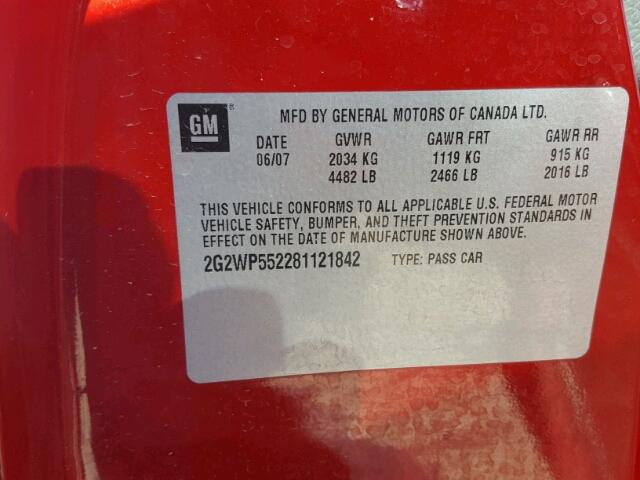 GM®
MFD BY GENERAL MOTORS OF CANADA LTD.
DATE GVWR GAWR FRT GAWR RR
06/07 2034 KG 1119 KG 915 KG
4482 LB 2466 LB 2016 LB
THIS VEHICLE CONFORMS TO ALL APPLICABLE U.S. FEDERAL MOTOR
VEHICLE SAFETY, BUMPER, AND THEFT PREVENTION STANDARDS IN
EFFECT ON THE DATE OF MANUFACTURE SHOWN ABOVE.
2G2WP552281121842 TYPE: PASS CAR